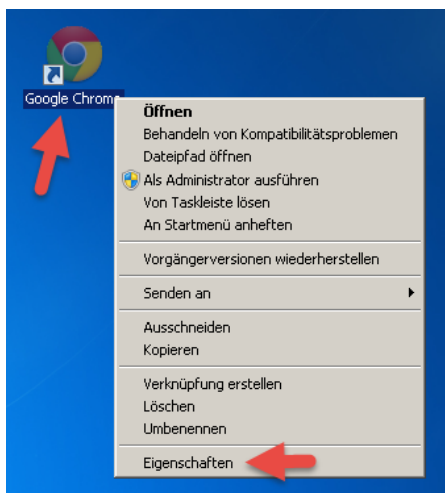 Google Chrome
Öffnen
Behandeln von Kompatibilitätsproblemen
Dateipfad öffnen
Als Administrator ausführen
Von Taskleiste lösen
An Startmenü anheften
Vorgängerversionen wiederherstellen
Senden an
Ausschneiden
Kopieren
Verknüpfung erstellen
Löschen
Umbenennen
Eigenschaften